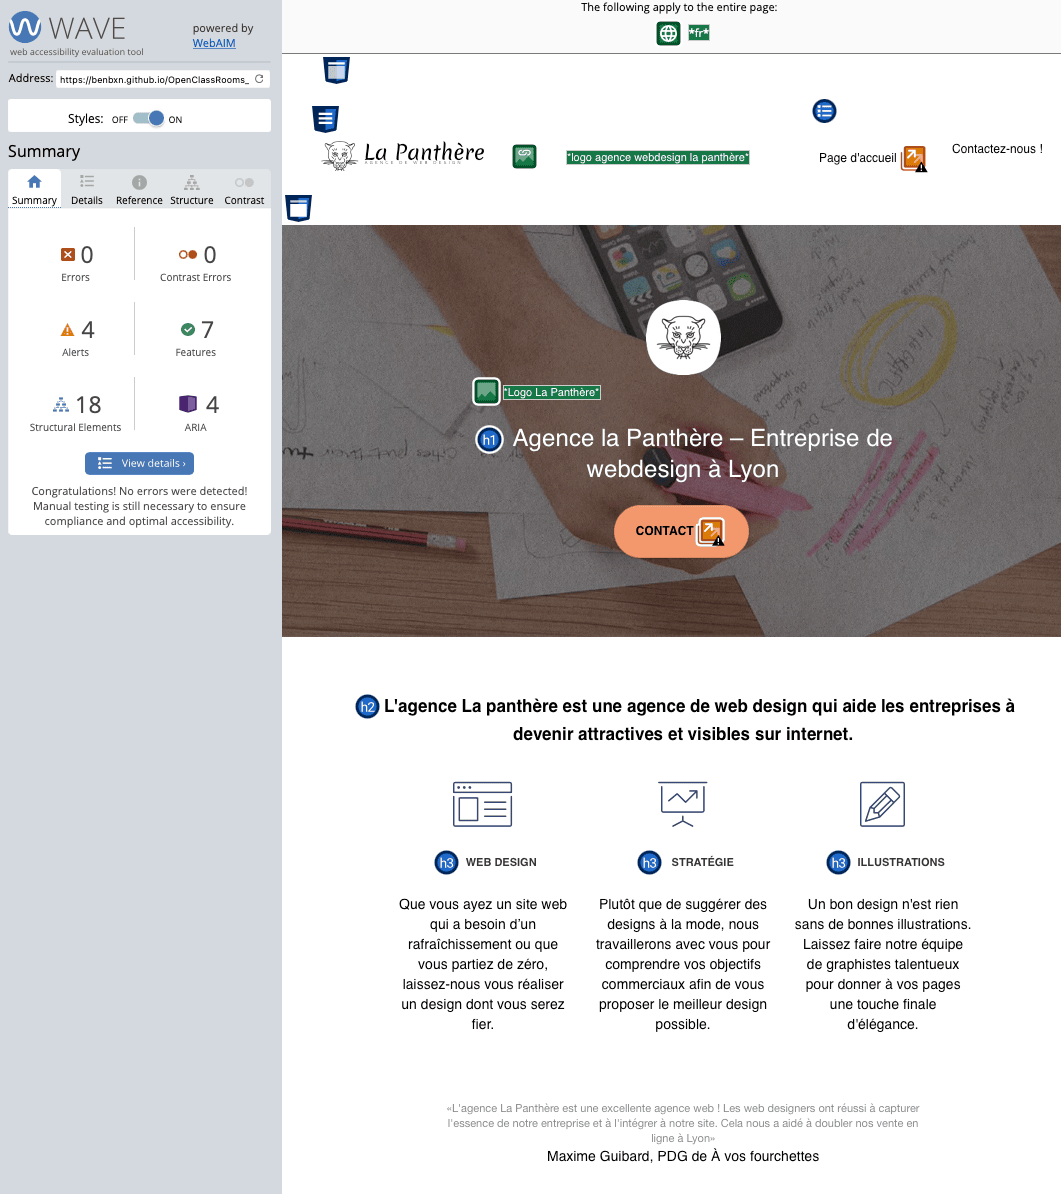 WAVE
web accessibility evaluation tool
powered by
WebAIM
Address: https://benbxn.github.io/OpenClassRooms_
Styles: OFF ON
Summary
Summary Details Reference Structure Contrast
0
Errors
0
Contrast Errors
4
Alerts
7
Features
18
Structural Elements
4
ARIA
View details ›
Congratulations! No errors were detected!
Manual testing is still necessary to ensure
compliance and optimal accessibility.
The following apply to the entire page:
*fr*
La Panthère
AGENCE DE WEB DESIGN
*logo agence webdesign la panthère*
Page d'accueil
Contactez-nous !
*Logo La Panthère*
h1 Agence la Panthère – Entreprise de
webdesign à Lyon
CONTACT
h2 L'agence La panthère est une agence de web design qui aide les entreprises à
devenir attractives et visibles sur internet.
h3 WEB DESIGN
Que vous ayez un site web
qui a besoin d’un
rafraîchissement ou que
vous partiez de zéro,
laissez-nous vous réaliser
un design dont vous serez
fier.
h3 STRATÉGIE
Plutôt que de suggérer des
designs à la mode, nous
travaillerons avec vous pour
comprendre vos objectifs
commerciaux afin de vous
proposer le meilleur design
possible.
h3 ILLUSTRATIONS
Un bon design n'est rien
sans de bonnes illustrations.
Laissez faire notre équipe
de graphistes talentueux
pour donner à vos pages
une touche finale
d'élégance.
«L'agence La Panthère est une excellente agence web ! Les web designers ont réussi à capturer
l'essence de notre entreprise et à l'intégrer à notre site. Cela nous a aidé à doubler nos vente en
ligne à Lyon»
Maxime Guibard, PDG de À vos fourchettes